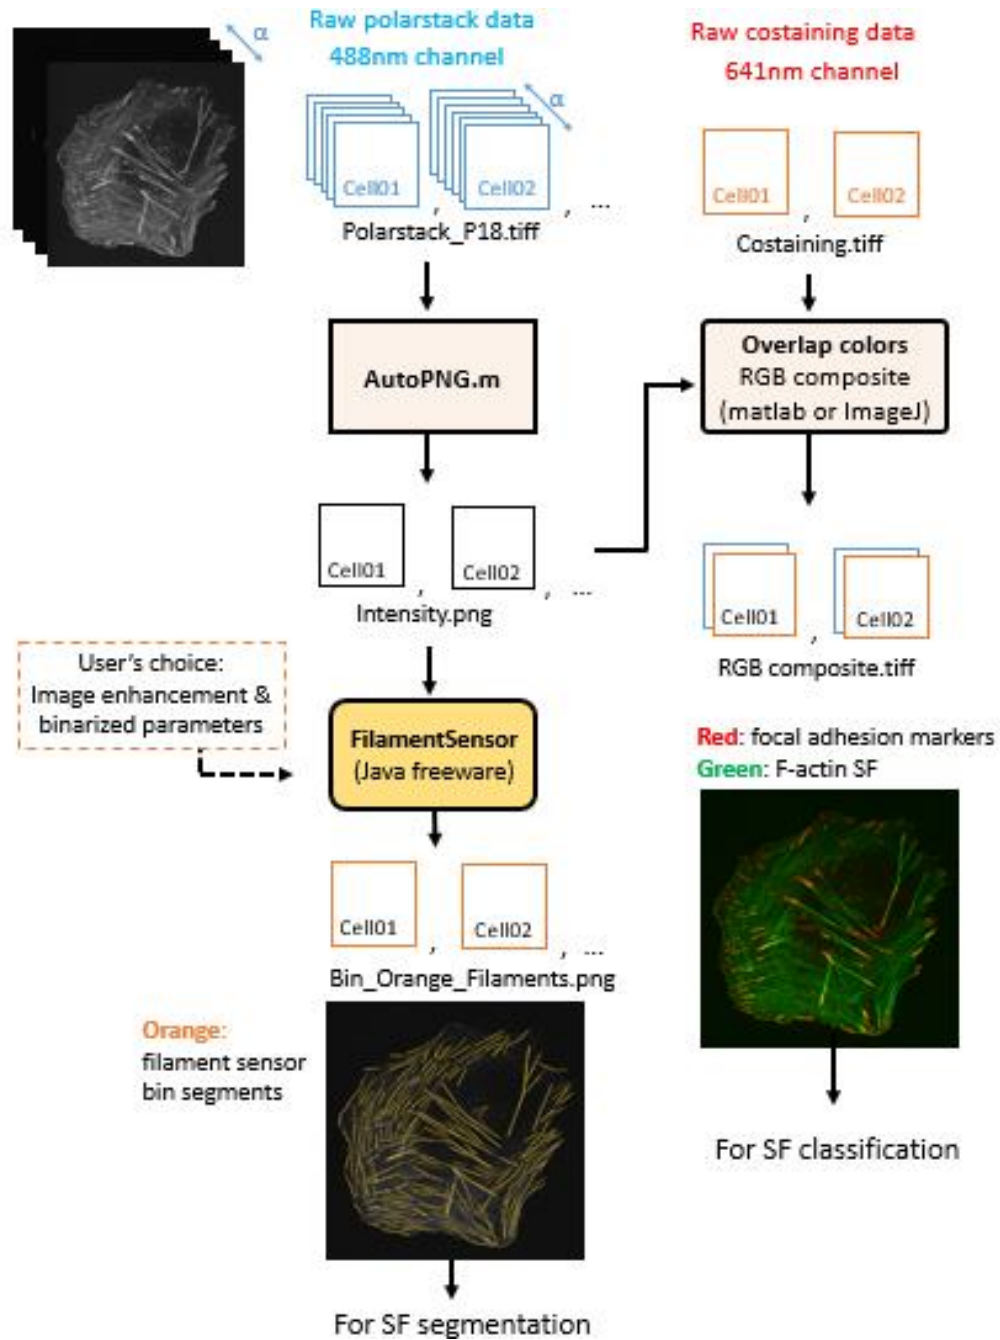 α
Raw polarstack data
488nm channel
α
Cell01
Cell02
, , ...
Polarstack_P18.tiff
Raw costaining data
641nm channel
Cell01
Cell02
,
Costaining.tiff
AutoPNG.m
Overlap colors
RGB composite
(matlab or ImageJ)
Cell01
Cell02
, , ...
Intensity.png
Cell01
Cell02
,
RGB composite.tiff
User's choice:
Image enhancement &
binarized parameters
FilamentSensor
(Java freeware)
Red: focal adhesion markers
Green: F-actin SF
Cell01
Cell02
, , ...
Bin_Orange_Filaments.png
Orange:
filament sensor
bin segments
For SF classification
For SF segmentation